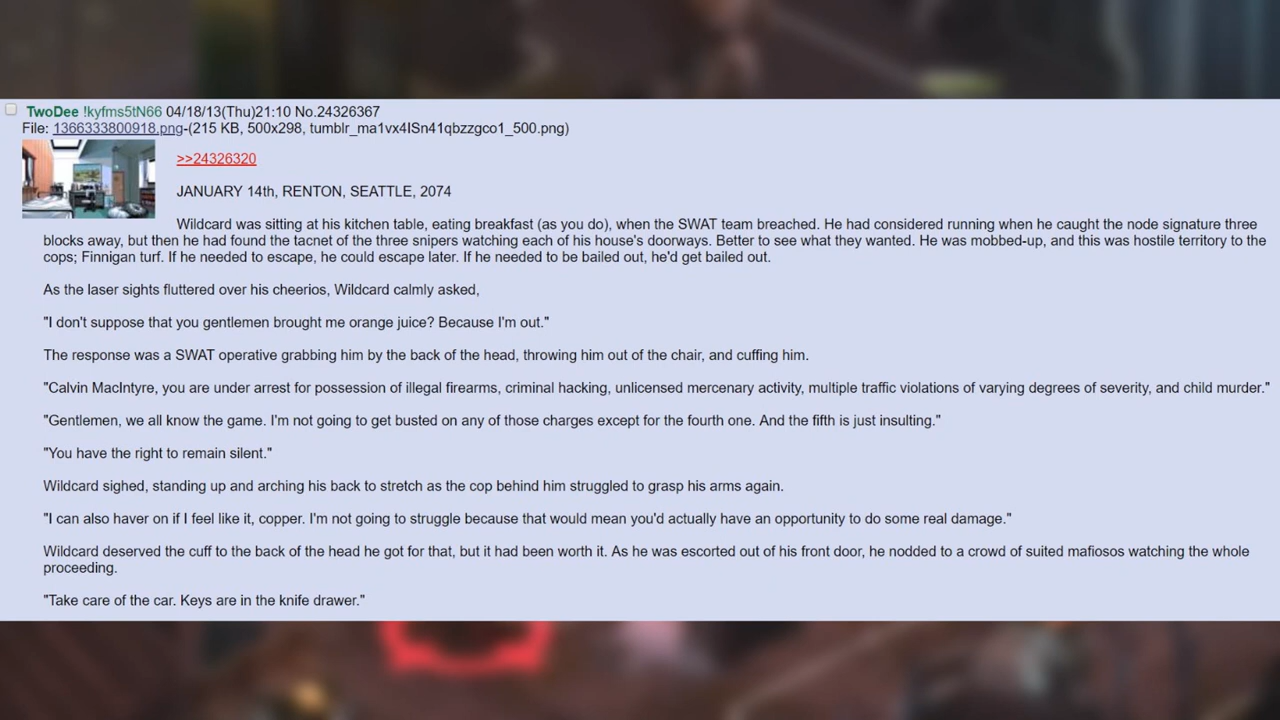 TwoDee !kyfms5tN66 04/18/13(Thu)21:10 No.24326367
File: 1366333800918.png-(215 KB, 500x298, tumblr_ma1vx4ISn41qbzzgco1_500.png)
>>24326320
JANUARY 14th, RENTON, SEATTLE, 2074
Wildcard was sitting at his kitchen table, eating breakfast (as you do), when the SWAT team breached. He had considered running when he caught the node signature three
blocks away, but then he had found the tacnet of the three snipers watching each of his house's doorways. Better to see what they wanted. He was mobbed-up, and this was hostile territory to the
cops; Finnigan turf. If he needed to escape, he could escape later. If he needed to be bailed out, he'd get bailed out.
As the laser sights fluttered over his cheerios, Wildcard calmly asked,
"I don't suppose that you gentlemen brought me orange juice? Because I'm out."
The response was a SWAT operative grabbing him by the back of the head, throwing him out of the chair, and cuffing him.
"Calvin MacIntyre, you are under arrest for possession of illegal firearms, criminal hacking, unlicensed mercenary activity, multiple traffic violations of varying degrees of severity, and child murder."
"Gentlemen, we all know the game. I'm not going to get busted on any of those charges except for the fourth one. And the fifth is just insulting."
"You have the right to remain silent."
Wildcard sighed, standing up and arching his back to stretch as the cop behind him struggled to grasp his arms again.
"I can also haver on if I feel like it, copper. I'm not going to struggle because that would mean you'd actually have an opportunity to do some real damage."
Wildcard deserved the cuff to the back of the head he got for that, but it had been worth it. As he was escorted out of his front door, he nodded to a crowd of suited mafiosos watching the whole
proceeding.
"Take care of the car. Keys are in the knife drawer."